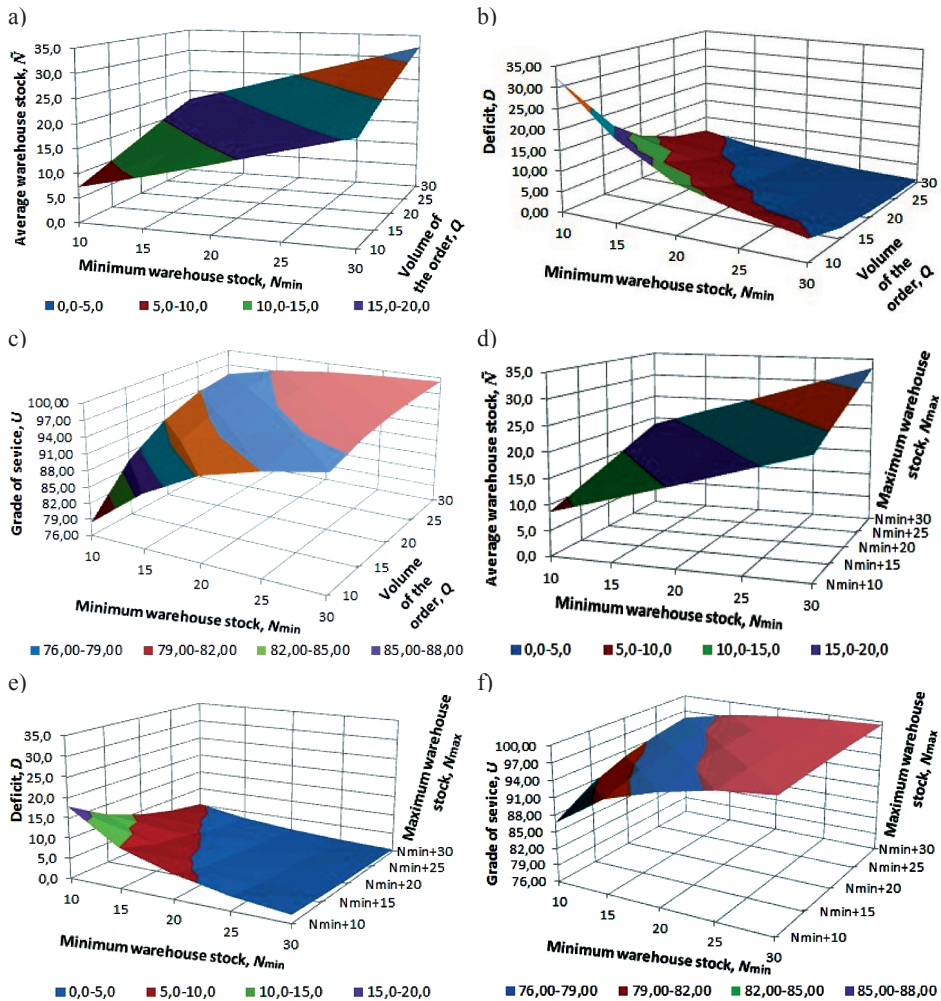 a)
Average warehouse stock, N̄
35,0
30,0
25,0
20,0
15,0
10,0
5,0
0,0
10
15
20
25
30
Minimum warehouse stock, Nmin
10
15
20
25
30
Volume of
the order, Q
0,0-5,0 5,0-10,0 10,0-15,0 15,0-20,0
b)
Deficit, D
35,00
30,00
25,00
20,00
15,00
10,00
5,00
0,00
10
15
20
25
30
Minimum warehouse stock, Nmin
10
15
20
25
30
Volume
of the
order, Q
c)
Grade of sevice, U
100,00
97,00
94,00
91,00
88,00
85,00
82,00
79,00
76,00
10
15
20
25
30
Minimum warehouse stock, Nmin
10
15
20
25
30
Volume
of the
order, Q
76,00-79,00 79,00-82,00 82,00-85,00 85,00-88,00
d)
Average warehouse stock, N̄
35,0
30,0
25,0
20,0
15,0
10,0
5,0
0,0
10
15
20
25
30
Minimum warehouse stock, Nmin
Nmin+30
Nmin+25
Nmin+20
Nmin+15
Nmin+10
Maximum warehouse
stock, Nmax
0,0-5,0 5,0-10,0 10,0-15,0 15,0-20,0
e)
Deficit, D
35,0
30,0
25,0
20,0
15,0
10,0
5,0
0,0
10
15
20
25
30
Minimum warehouse stock, Nmin
Nmin+30
Nmin+25
Nmin+20
Nmin+15
Nmin+10
Maximum warehouse
stock, Nmax
0,0-5,0 5,0-10,0 10,0-15,0 15,0-20,0
f)
Grade of sevice, U
100,00
97,00
94,00
91,00
88,00
85,00
82,00
79,00
76,00
10
15
20
25
30
Minimum warehouse stock, Nmin
Nmin+30
Nmin+25
Nmin+20
Nmin+15
Nmin+10
Maximum warehouse
stock, Nmax
76,00-79,00 79,00-82,00 82,00-85,00 85,00-88,00